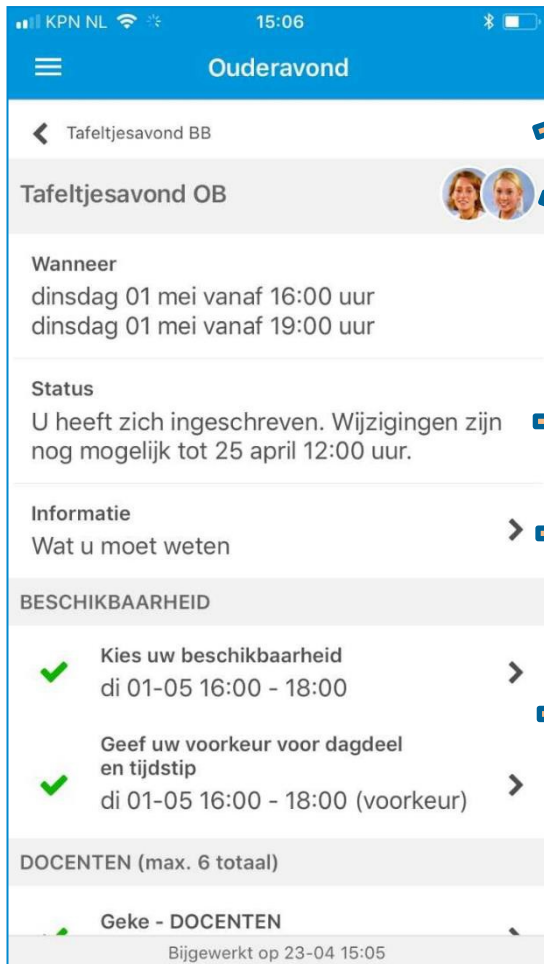 KPN NL 15:06
Ouderavond
Tafeltjesavond BB
Tafeltjesavond OB
Wanneer
dinsdag 01 mei vanaf 16:00 uur
dinsdag 01 mei vanaf 19:00 uur
Status
U heeft zich ingeschreven. Wijzigingen zijn
nog mogelijk tot 25 april 12:00 uur.
Informatie
Wat u moet weten
BESCHIKBAARHEID
Kies uw beschikbaarheid
di 01-05 16:00 - 18:00
Geef uw voorkeur voor dagdeel
en tijdstip
di 01-05 16:00 - 18:00 (voorkeur)
DOCENTEN (max. 6 totaal)
Geke - DOCENTEN
Bijgewerkt op 23-04 15:05